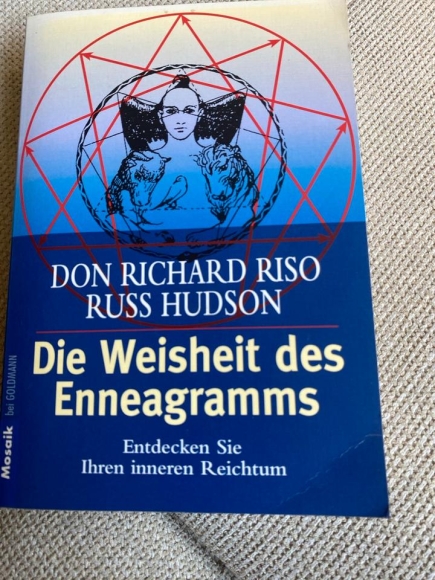 DON RICHARD RISO
RUSS HUDSON
Die Weisheit des
Enneagramms
Entdecken Sie
Ihren inneren Reichtum
Mosaik bei GOLDMANN